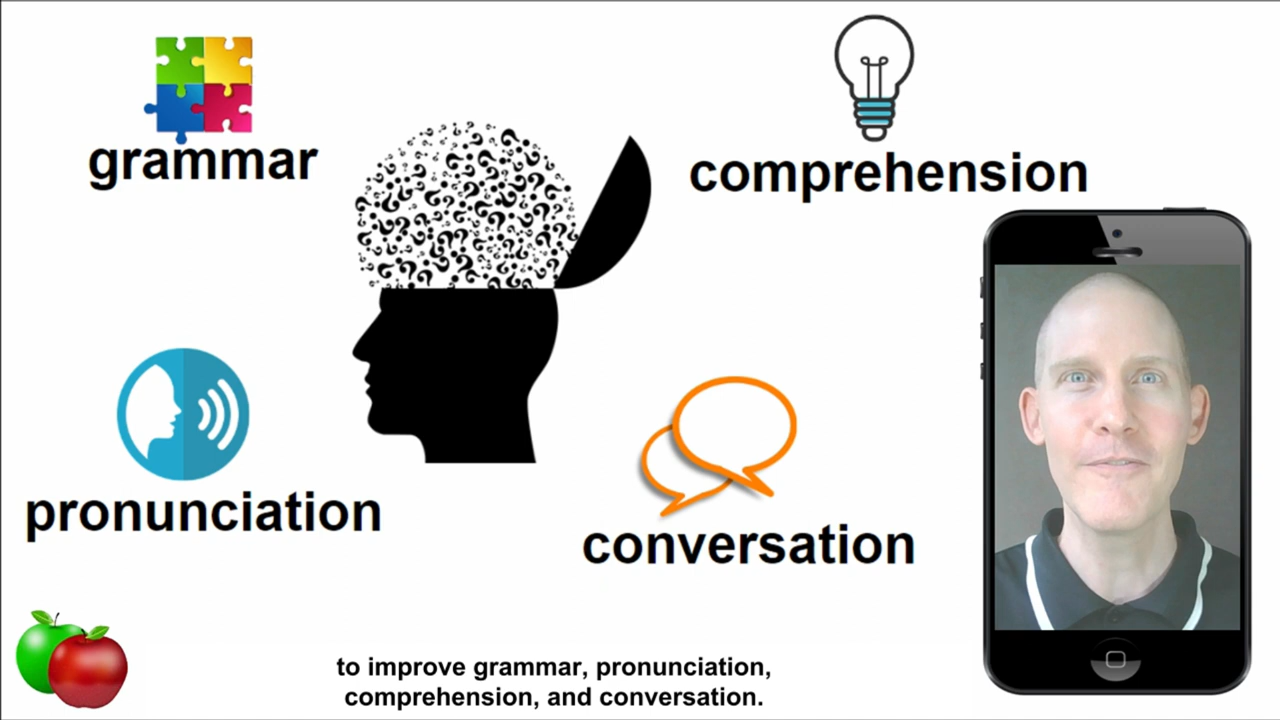 grammar
comprehension
pronunciation
conversation
to improve grammar, pronunciation,
comprehension, and conversation.